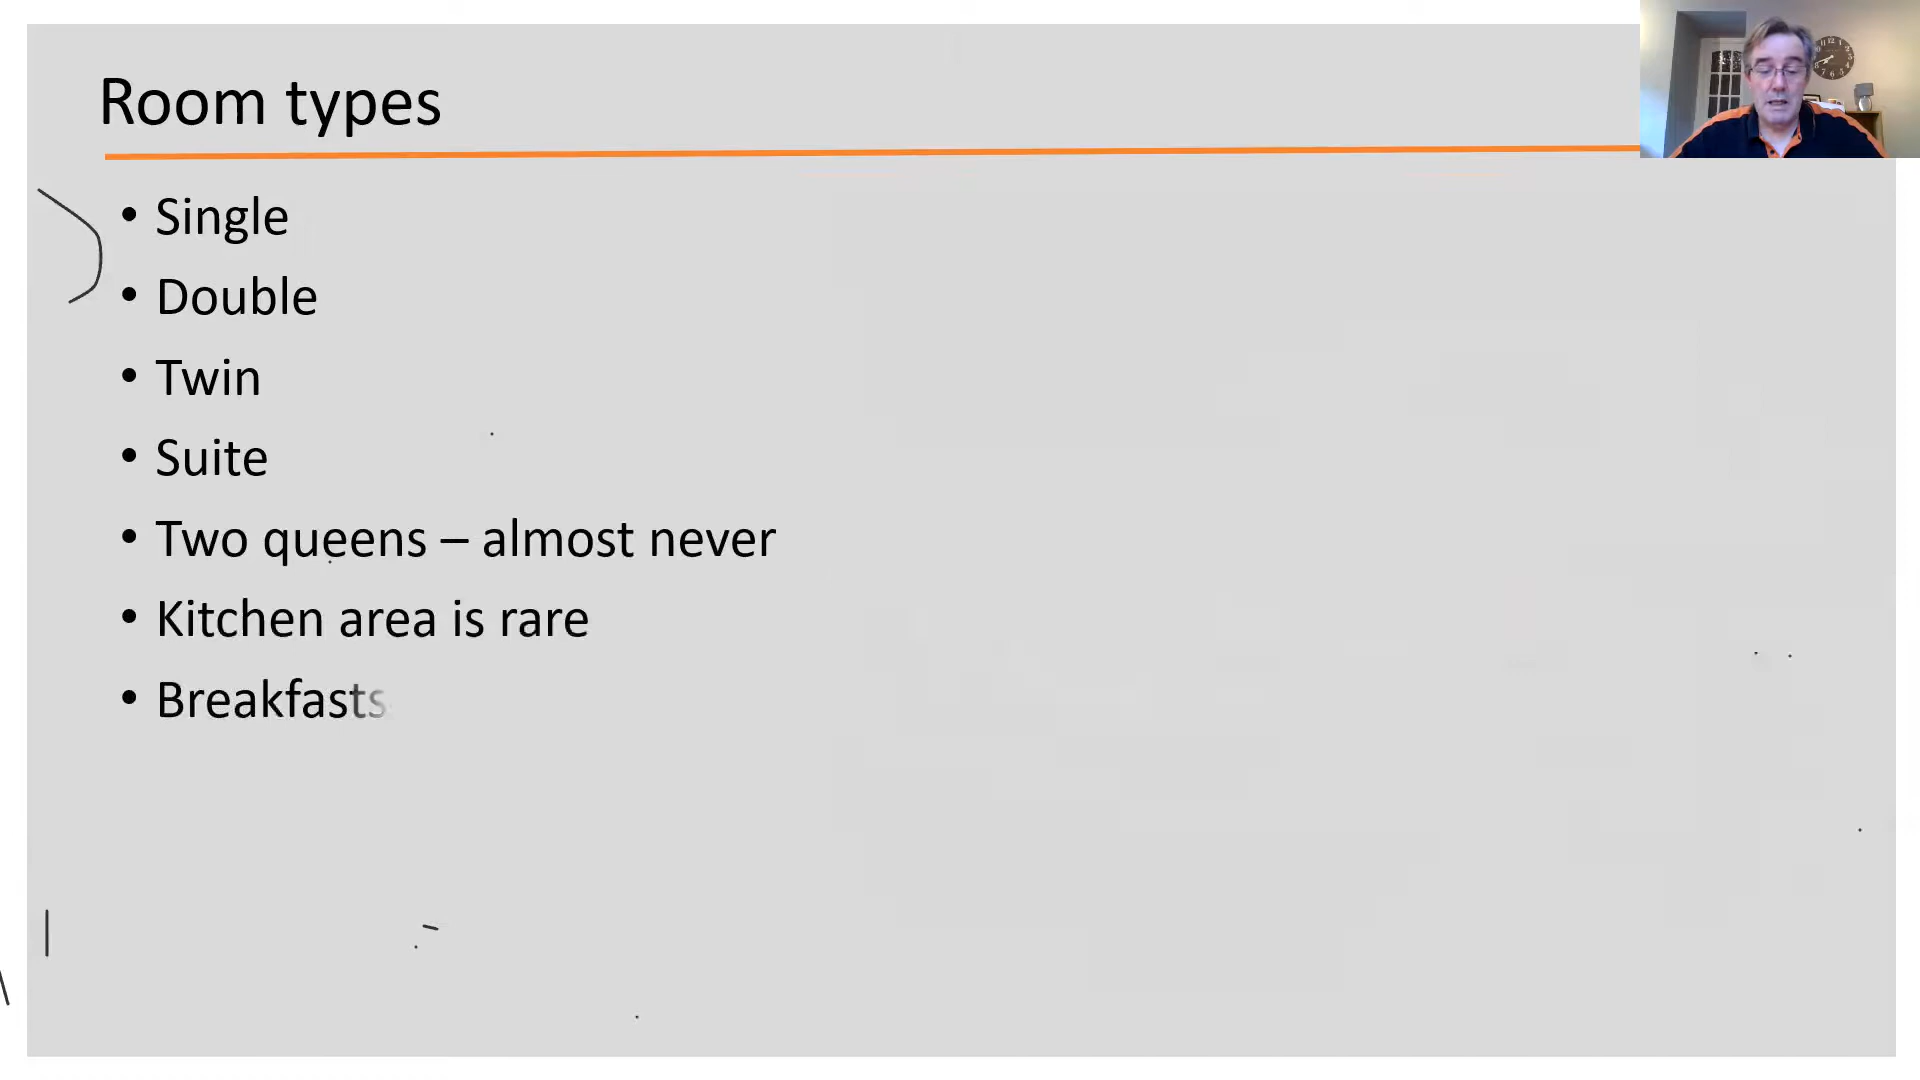 Room types
• Single
• Double
• Twin
• Suite
• Two queens – almost never
• Kitchen area is rare
• Breakfasts